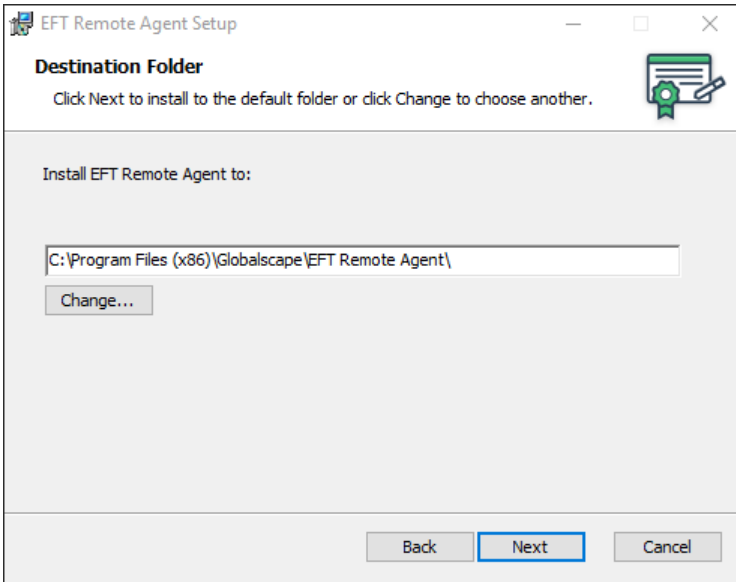 EFT Remote Agent Setup
Destination Folder
Click Next to install to the default folder or click Change to choose another.
Install EFT Remote Agent to:
C:\Program Files (x86)\Globalscape\EFT Remote Agent\
Change...
Back Next Cancel